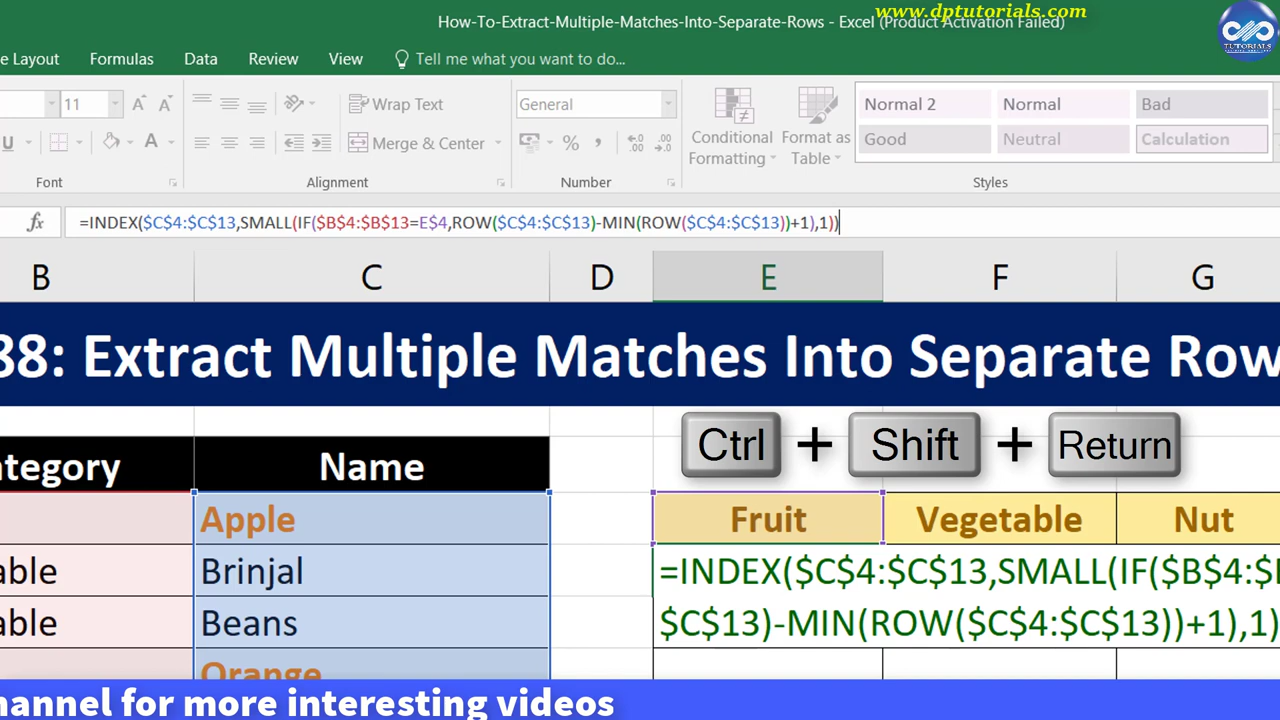 www.dptutorials.com
How-To-Extract-Multiple-Matches-Into-Separate-Rows - Excel (Product Activation Failed)
TUTORIALS
e Layout Formulas Data Review View Tell me what you want to do...
11 A A Wrap Text General Normal 2 Normal Bad
U A Merge & Center % , Conditional Formatting Format as Table Good Neutral Calculation
Font Alignment Number Styles
fx =INDEX($C$4:$C$13,SMALL(IF($B$4:$B$13=E$4,ROW($C$4:$C$13)-MIN(ROW($C$4:$C$13))+1),1))
B C D E F G
88: Extract Multiple Matches Into Separate Row
Ctrl + Shift + Return
ategory Name
Apple Fruit Vegetable Nut
able Brinjal =INDEX($C$4:$C$13,SMALL(IF($B$4:$B
able Beans $C$13)-MIN(ROW($C$4:$C$13))+1),1)
Orange
hannel for more interesting videos